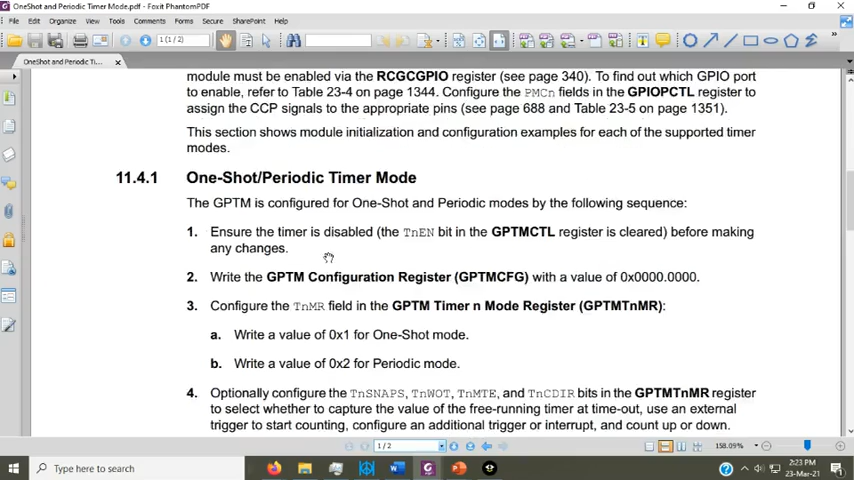 OneShot and Periodic Timer Mode.pdf - Foxit PhantomPDF
File Organize View Tools Comments Forms Secure SharePoint Help
1(1/2)
OneShot and Periodic Ti...
module must be enabled via the RCGCGPIO register (see page 340). To find out which GPIO port
to enable, refer to Table 23-4 on page 1344. Configure the PMCn fields in the GPIOPCTL register to
assign the CCP signals to the appropriate pins (see page 688 and Table 23-5 on page 1351).
This section shows module initialization and configuration examples for each of the supported timer
modes.
11.4.1 One-Shot/Periodic Timer Mode
The GPTM is configured for One-Shot and Periodic modes by the following sequence:
1. Ensure the timer is disabled (the TnEN bit in the GPTMCTL register is cleared) before making
any changes.
2. Write the GPTM Configuration Register (GPTMCFG) with a value of 0x0000.0000.
3. Configure the TnMR field in the GPTM Timer n Mode Register (GPTMTnMR):
a. Write a value of 0x1 for One-Shot mode.
b. Write a value of 0x2 for Periodic mode.
4. Optionally configure the TnSNAPS, TnWOT, TnMTE, and TnCDIR bits in the GPTMTnMR register
to select whether to capture the value of the free-running timer at time-out, use an external
trigger to start counting, configure an additional trigger or interrupt, and count up or down.
1/2 158.09%
Type here to search 2:23 PM
23-Mar-21